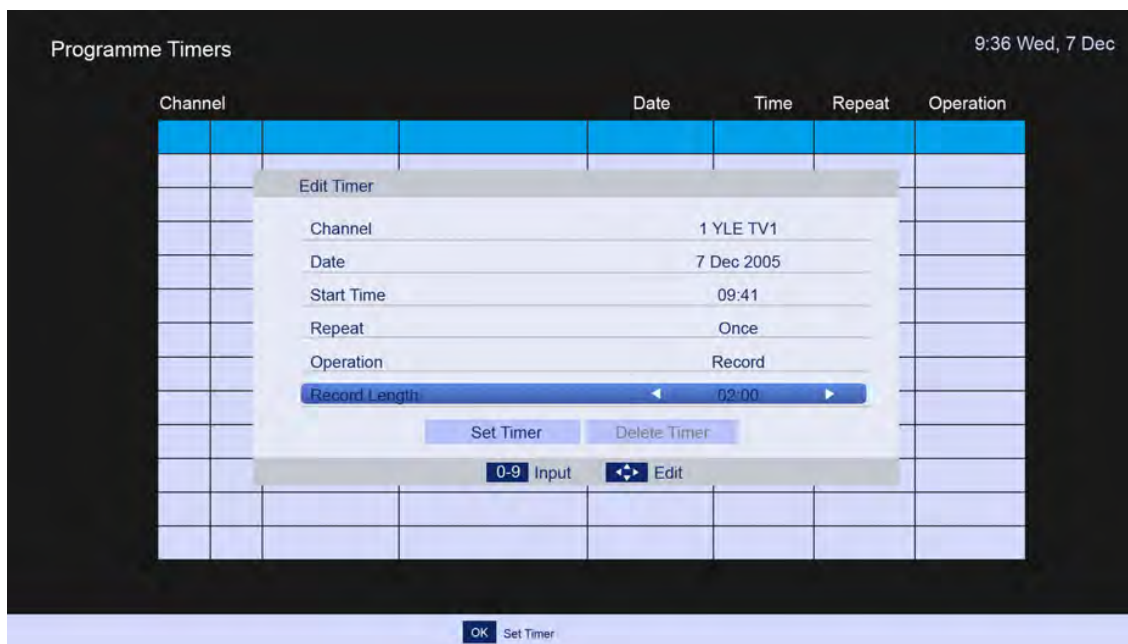 Programme Timers 9:36 Wed, 7 Dec
Channel Date Time Repeat Operation
Edit Timer
Channel 1 YLE TV1
Date 7 Dec 2005
Start Time 09:41
Repeat Once
Operation Record
Record Length 02:00
Set Timer Delete Timer
0-9 Input Edit
OK Set Timer